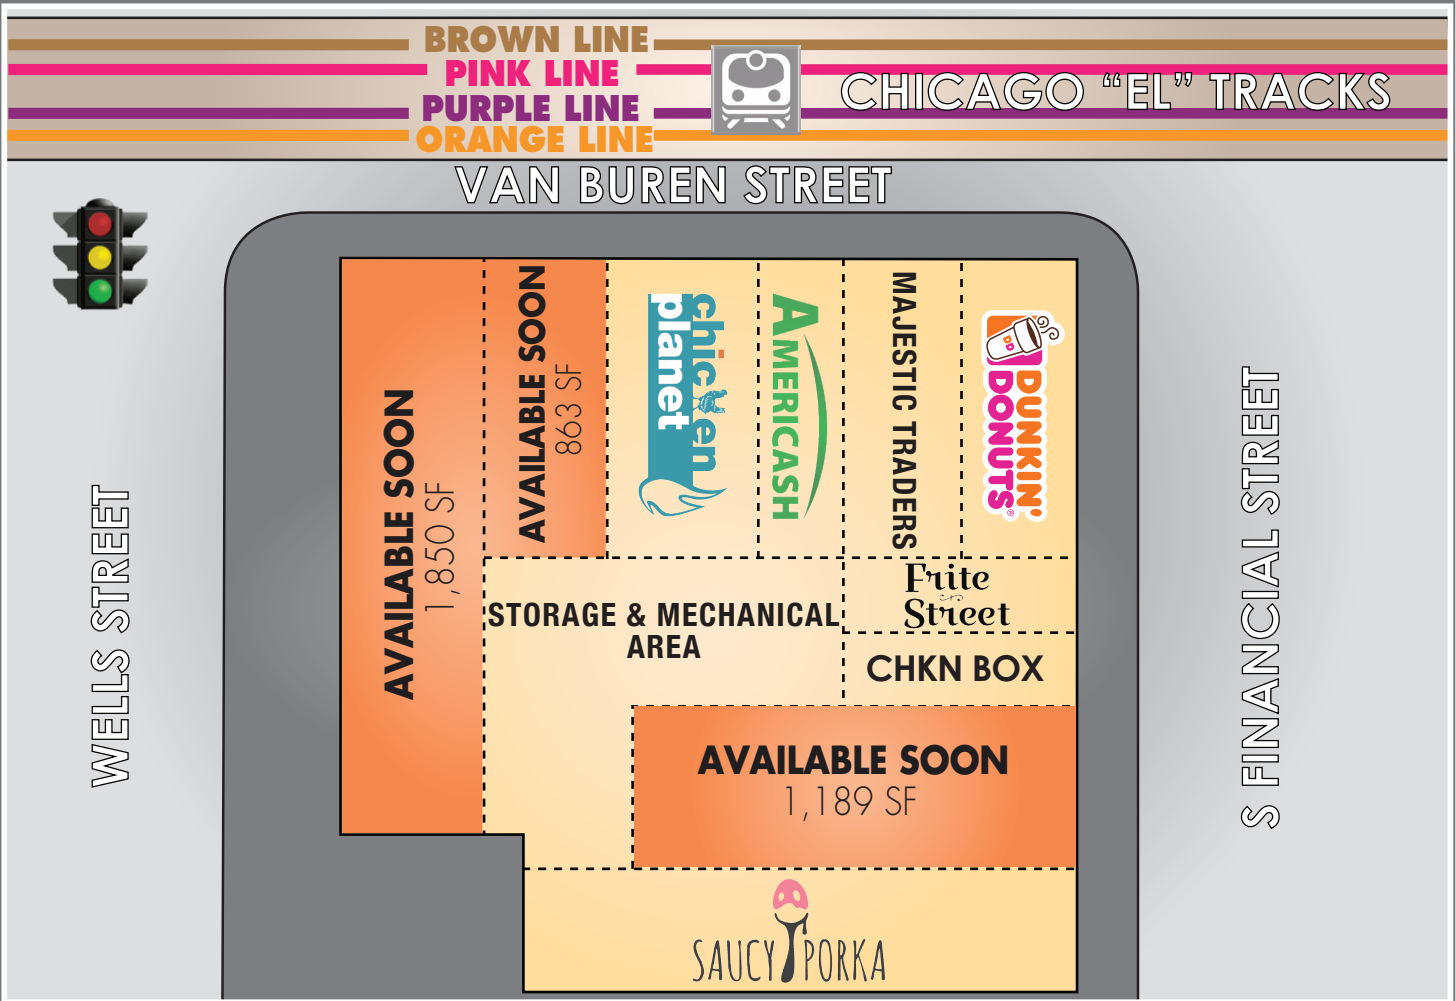 BROWN LINE
PINK LINE
PURPLE LINE
ORANGE LINE
CHICAGO “EL” TRACKS
VAN BUREN STREET
WELLS STREET
S FINANCIAL STREET
AVAILABLE SOON
1,850 SF
AVAILABLE SOON
863 SF
chicken
planet
AMERICASH
MAJESTIC TRADERS
DD
DUNKIN'
DONUTS®
STORAGE & MECHANICAL
AREA
Frite
Street
CHKN BOX
AVAILABLE SOON
1,189 SF
SAUCY PORKA